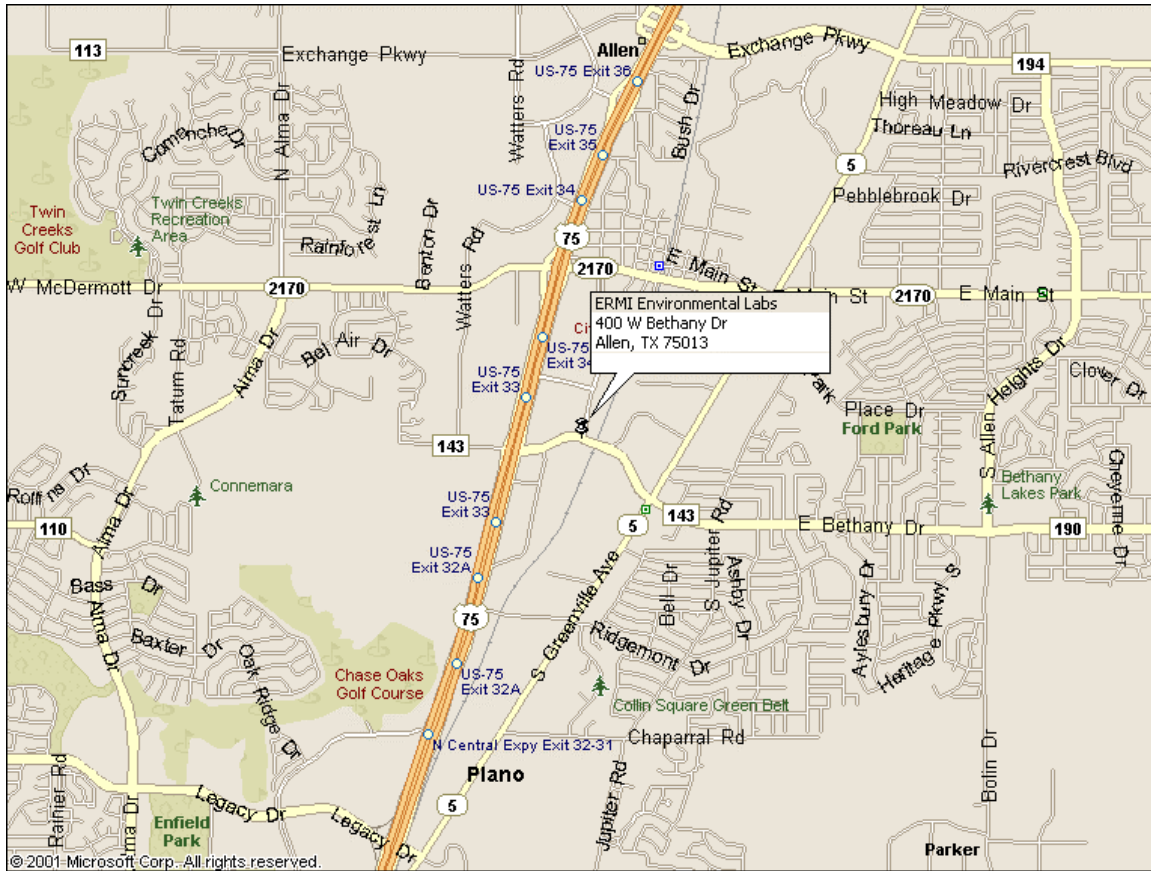 113
Exchange Pkwy
Watters Rd
Allen
US-75 Exit 36
Exchange Pkwy
194
High Meadow Dr
Thoreau Ln
Bush Dr
US-75
Exit 35
5
Rivercrest Blvd
Comanche Dr
N Alma Dr
US-75 Exit 34
Pebblebrook Dr
Twin
Creeks
Golf Club
Twin Creeks
Recreation
Area
Rainforest Ln
Benton Dr
Watters Rd
75
W McDermott Dr
2170
2170
E Main St
E Main St
2170
E Main St
ERMI Environmental Labs
400 W Bethany Dr
Allen, TX 75013
Suncreek Dr
Tatum Rd
Alma Dr
Bel Air Dr
US-75
US-75
Exit 33
Park
Place Dr
Ford Park
S Allen Heights Dr
Clover Dr
143
Rollins Dr
Connemara
Bethany
Lakes Park
Cheyenne Dr
110
Alma Dr
US-75
Exit 33
5
143
S Jupiter Rd
E Bethany Dr
190
US-75
Exit 32A
Bass Dr
Alma Dr
Baxter Dr
Oak Ridge Dr
75
S Greenville Ave
Bell Dr
Ashby Dr
Ridgemont Dr
Aylesbury Dr
Heritage Pkwy S
Chase Oaks
Golf Course
US-75
Exit 32A
Collin Square Green Belt
N Central Expy Exit 32-31
Chaparral Rd
Plano
Bolin Dr
Rainier Rd
Legacy Dr
Legacy Dr
5
Jupiter Rd
Enfield
Park
Parker
© 2001 Microsoft Corp. All rights reserved.